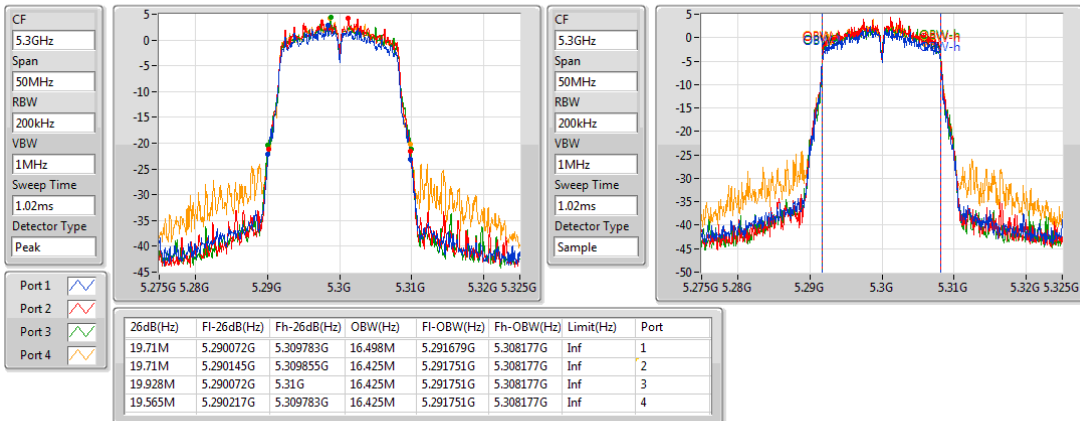 CF
5.3GHz
Span
50MHz
RBW
200kHz
VBW
1MHz
Sweep Time
1.02ms
Detector Type
Peak
5
0
-5
-10
-15
-20
-25
-30
-35
-40
-45
5.275G 5.28G 5.29G 5.3G 5.31G 5.32G 5.325G
CF
5.3GHz
Span
50MHz
RBW
200kHz
VBW
1MHz
Sweep Time
1.02ms
Detector Type
Sample
5
0
-5
-10
-15
-20
-25
-30
-35
-40
-45
-50
OBW-h
5.275G 5.28G 5.29G 5.3G 5.31G 5.32G 5.325G
Port 1
Port 2
Port 3
Port 4
26dB(Hz) Fl-26dB(Hz) Fh-26dB(Hz) OBW(Hz) Fl-OBW(Hz) Fh-OBW(Hz) Limit(Hz) Port
19.71M 5.290072G 5.309783G 16.498M 5.291679G 5.308177G Inf 1
19.71M 5.290145G 5.309855G 16.425M 5.291751G 5.308177G Inf 2
19.928M 5.290072G 5.31G 16.425M 5.291751G 5.308177G Inf 3
19.565M 5.290217G 5.309783G 16.425M 5.291751G 5.308177G Inf 4